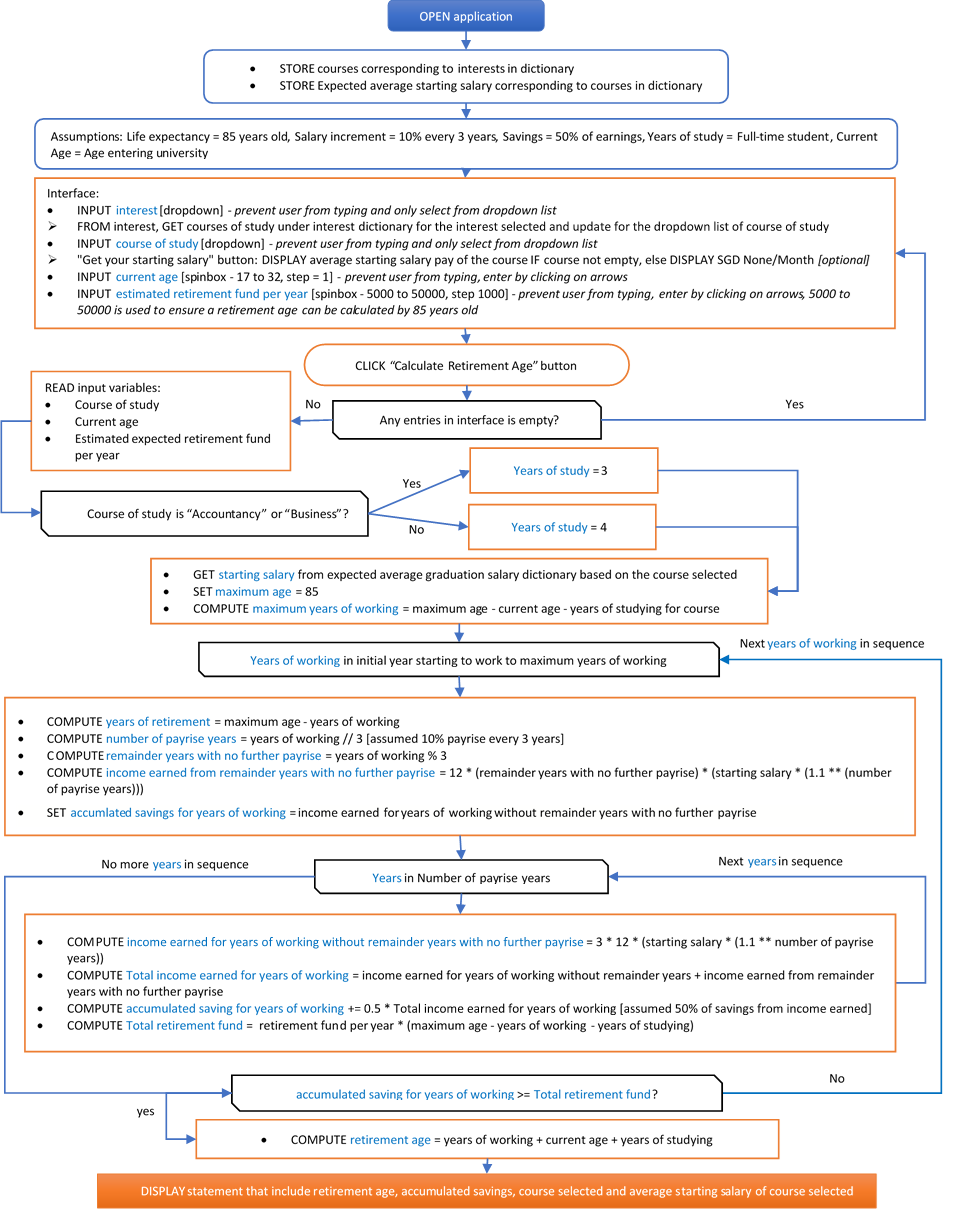 OPEN application
• STORE courses corresponding to interests in dictionary
• STORE Expected average starting salary corresponding to courses in dictionary
Assumptions: Life expectancy = 85 years old, Salary increment = 10% every 3 years, Savings = 50% of earnings, Years of study = Full-time student, Current
Age = Age entering university
Interface:
• INPUT interest [dropdown] - prevent user from typing and only select from dropdown list
➢ FROM interest, GET courses of study under interest dictionary for the interest selected and update for the dropdown list of course of study
• INPUT course of study [dropdown] - prevent user from typing and only select from dropdown list
➢ "Get your starting salary" button: DISPLAY average starting salary pay of the course IF course not empty, else DISPLAY SGD None/Month [optional]
• INPUT current age [spinbox - 17 to 32, step = 1] - prevent user from typing, enter by clicking on arrows
• INPUT estimated retirement fund per year [spinbox - 5000 to 50000, step 1000] - prevent user from typing, enter by clicking on arrows, 5000 to
50000 is used to ensure a retirement age can be calculated by 85 years old
CLICK “Calculate Retirement Age” button
READ input variables:
• Course of study
• Current age
• Estimated expected retirement fund
per year
No
Any entries in interface is empty?
Yes
Course of study is “Accountancy” or “Business”?
Yes
Years of study = 3
No
Years of study = 4
• GET starting salary from expected average graduation salary dictionary based on the course selected
• SET maximum age = 85
• COMPUTE maximum years of working = maximum age - current age - years of studying for course
Next years of working in sequence
Years of working in initial year starting to work to maximum years of working
• COMPUTE years of retirement = maximum age - years of working
• COMPUTE number of payrise years = years of working // 3 [assumed 10% payrise every 3 years]
• COMPUTE remainder years with no further payrise = years of working % 3
• COMPUTE income earned from remainder years with no further payrise = 12 * (remainder years with no further payrise) * (starting salary * (1.1 ** (number
of payrise years)))
• SET accumlated savings for years of working = income earned for years of working without remainder years with no further payrise
No more years in sequence
Next years in sequence
Years in Number of payrise years
• COMPUTE income earned for years of working without remainder years with no further payrise = 3 * 12 * (starting salary * (1.1 ** number of payrise
years))
• COMPUTE Total income earned for years of working = income earned for years of working without remainder years + income earned from remainder
years with no further payrise
• COMPUTE accumulated saving for years of working += 0.5 * Total income earned for years of working [assumed 50% of savings from income earned]
• COMPUTE Total retirement fund = retirement fund per year * (maximum age - years of working - years of studying)
No
accumulated saving for years of working >= Total retirement fund?
yes
• COMPUTE retirement age = years of working + current age + years of studying
DISPLAY statement that include retirement age, accumulated savings, course selected and average starting salary of course selected